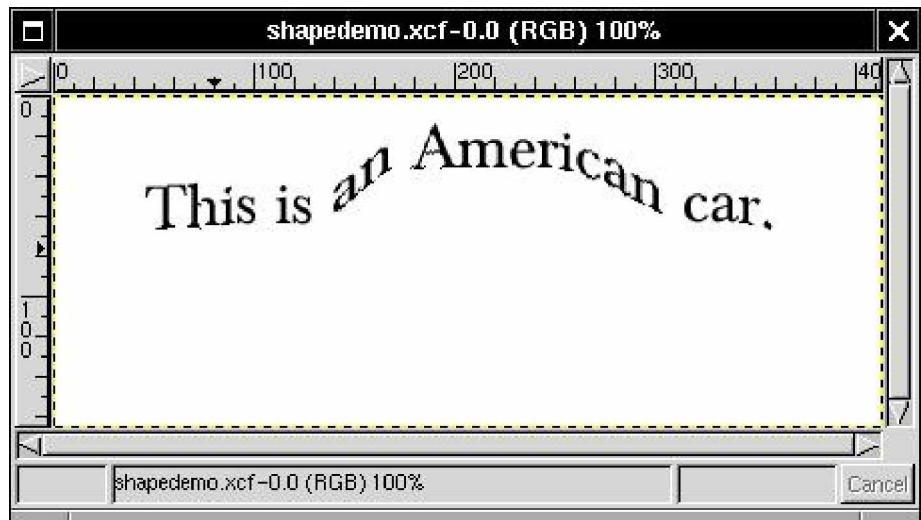 shapedemo.xcf-0.0 (RGB) 100%
0 100 200 300 40
0
100
This is an American car.
shapedemo.xcf-0.0 (RGB) 100%
Cancel